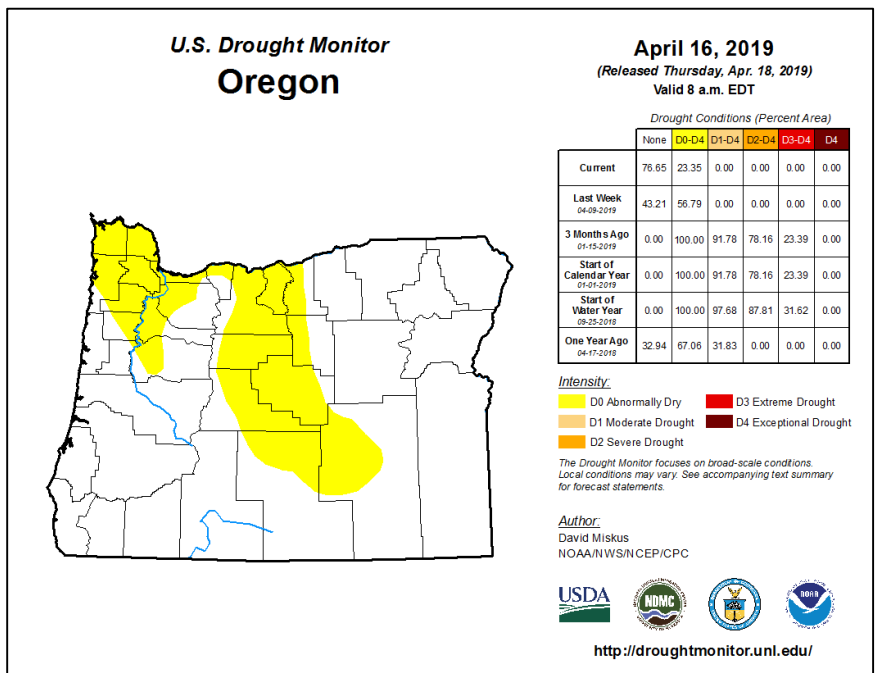 U.S. Drought Monitor
Oregon
April 16, 2019
(Released Thursday, Apr. 18, 2019)
Valid 8 a.m. EDT
Drought Conditions (Percent Area)
None D0-D4 D1-D4 D2-D4 D3-D4 D4
Current 76.65 23.35 0.00 0.00 0.00 0.00
Last Week
04-09-2019 43.21 56.79 0.00 0.00 0.00 0.00
3 Months Ago
01-15-2019 0.00 100.00 91.78 78.16 23.39 0.00
Start of
Calendar Year
01-01-2019 0.00 100.00 91.78 78.16 23.39 0.00
Start of
Water Year
09-25-2018 0.00 100.00 97.68 87.81 31.62 0.00
One Year Ago
04-17-2018 32.94 67.06 31.83 0.00 0.00 0.00
Intensity:
D0 Abnormally Dry
D1 Moderate Drought
D2 Severe Drought
D3 Extreme Drought
D4 Exceptional Drought
The Drought Monitor focuses on broad-scale conditions.
Local conditions may vary. See accompanying text summary
for forecast statements.
Author:
David Miskus
NOAA/NWS/NCEP/CPC
USDA
NDMC
NOAA
http://droughtmonitor.unl.edu/